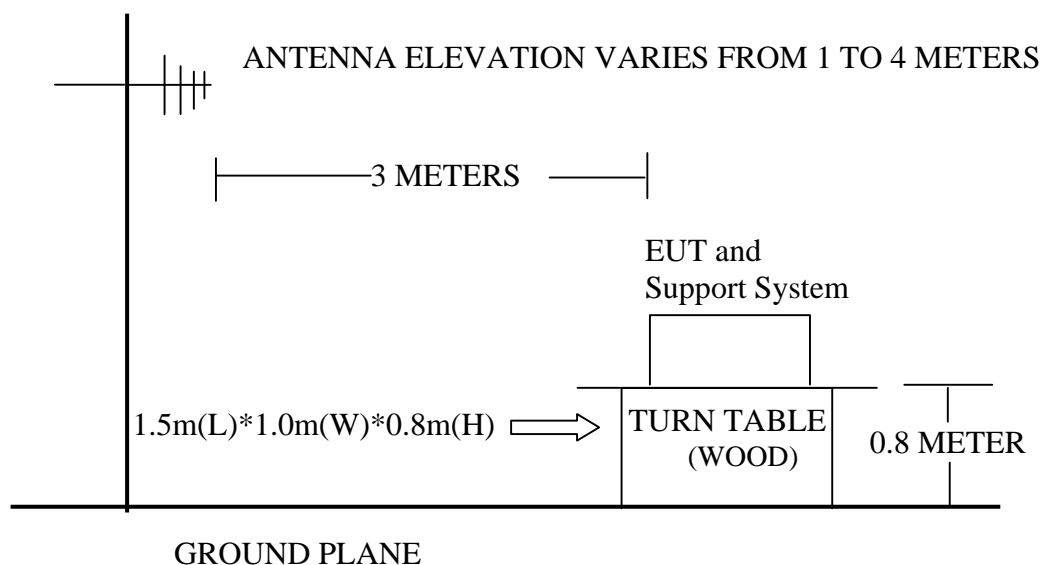 ANTENNA ELEVATION VARIES FROM 1 TO 4 METERS
3 METERS
EUT and
Support System
1.5m(L)*1.0m(W)*0.8m(H)
TURN TABLE
(WOOD)
0.8 METER
GROUND PLANE